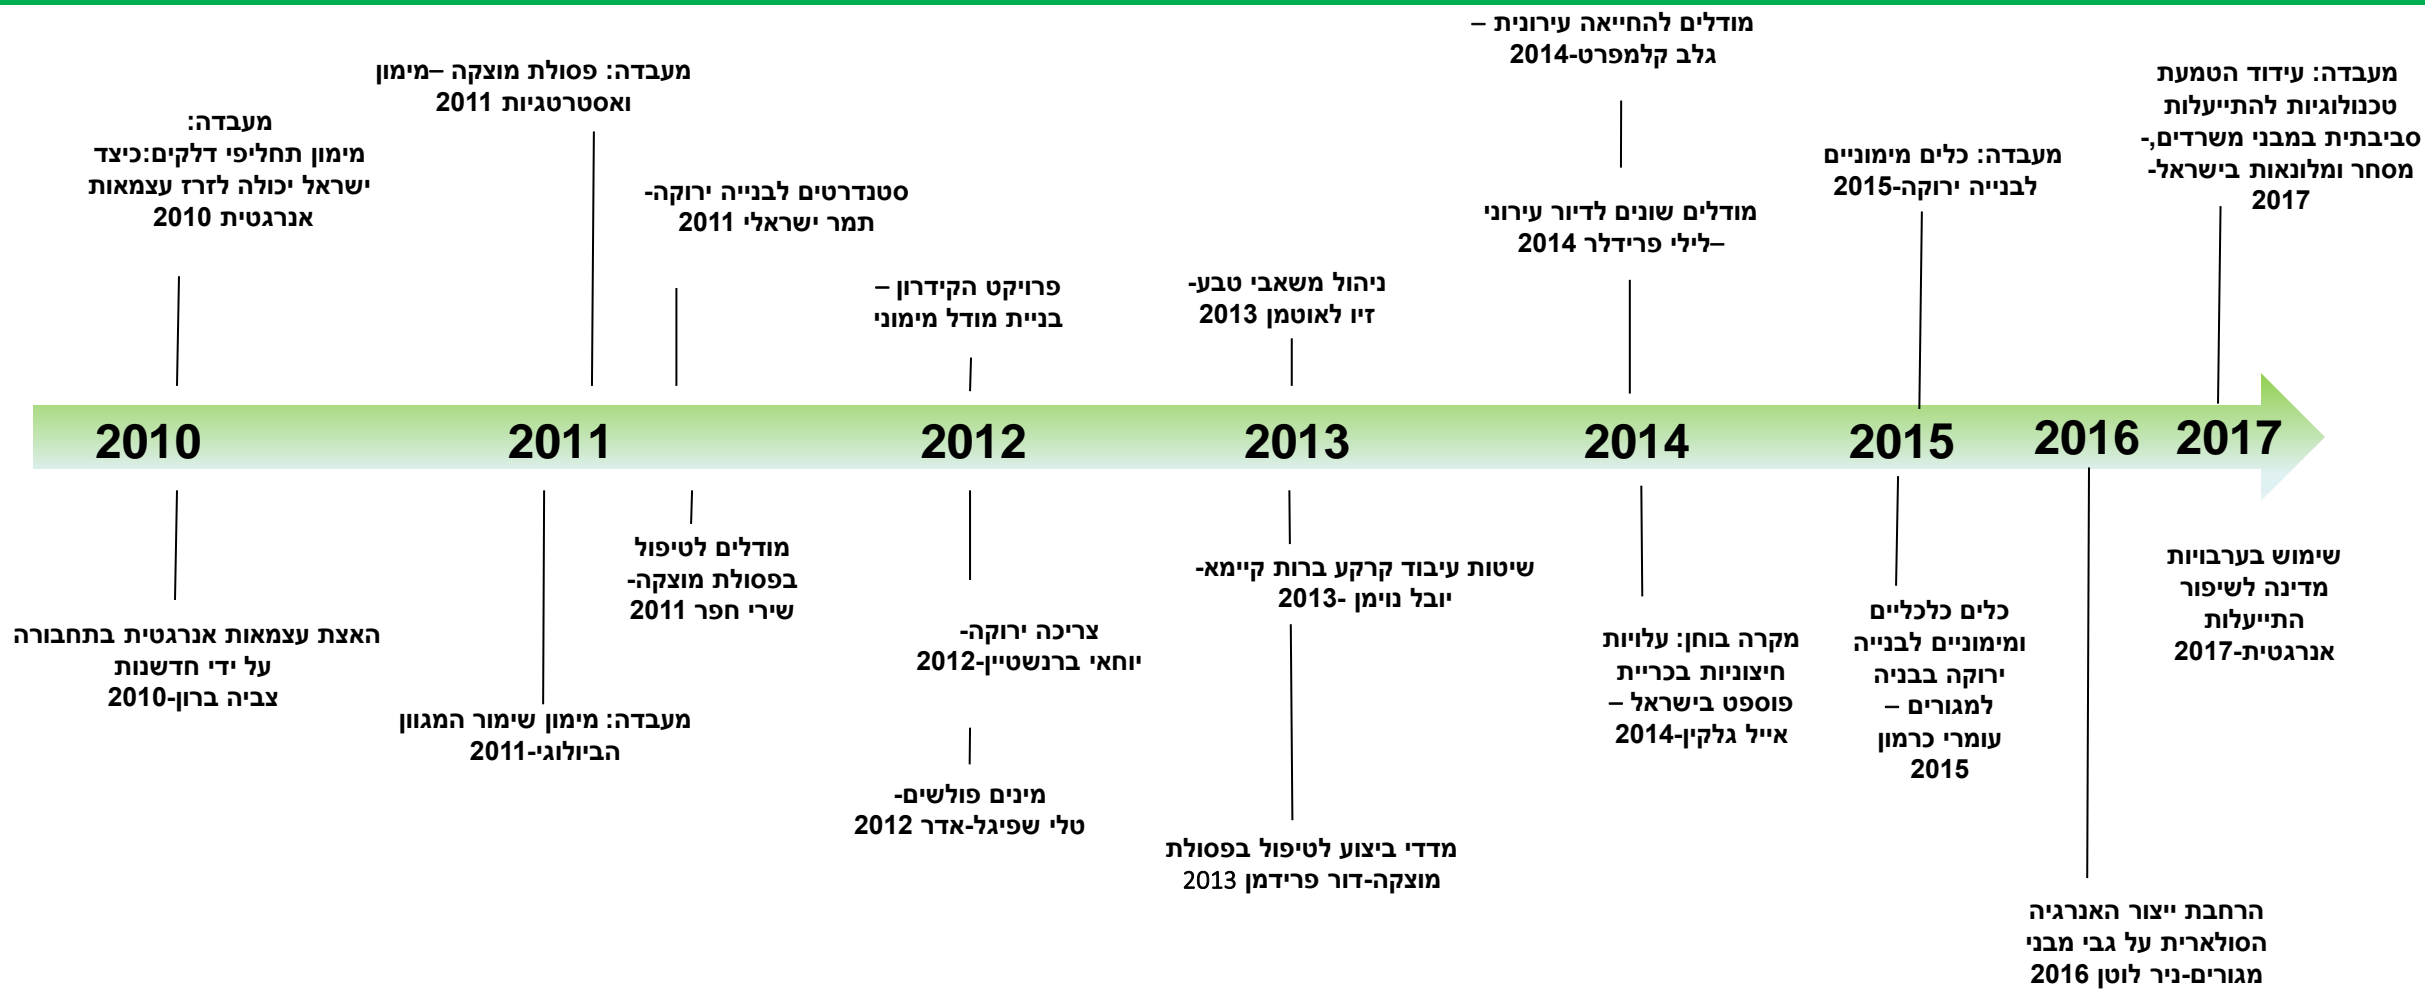 מעבדה:
מימון תחליפי דלקים:כיצד
ישראל יכולה לזרז עצמאות
אנרגטית 2010
מעבדה: פסולת מוצקה –מימון
ואסטרטגיות 2011
סטנדרטים לבנייה ירוקה-
תמר ישראלי 2011
פרויקט הקידרון –
בניית מודל מימוני
ניהול משאבי טבע-
זיו לאוטמן 2013
מודלים להחייאה עירונית –
גלב קלמפרט-2014
מודלים שונים לדיור עירוני
–לילי פרידלר 2014
מעבדה: כלים מימוניים
לבנייה ירוקה-2015
מעבדה: עידוד הטמעת
טכנולוגיות להתייעלות
סביבתית במבני משרדים,-
מסחר ומלונאות בישראל-
2017
2010
2011
2012
2013
2014
2015
2016
2017
האצת עצמאות אנרגטית בתחבורה
על ידי חדשנות
צביה ברון-2010
מעבדה: מימון שימור המגוון
הביולוגי-2011
מודלים לטיפול
בפסולת מוצקה-
שירי חפר 2011
צריכה ירוקה-
יוחאי ברנשטיין-2012
מינים פולשים-
טלי שפיגל-אדר 2012
שיטות עיבוד קרקע ברות קיימא-
יובל נוימן -2013
מדדי ביצוע לטיפול בפסולת
מוצקה-דור פרידמן 2013
מקרה בוחן: עלויות
חיצוניות בכריית
פוספט בישראל –
אייל גלקין-2014
כלים כלכליים
ומימוניים לבנייה
ירוקה בבניה
למגורים –
עומרי כרמון
2015
הרחבת ייצור האנרגיה
הסולארית על גבי מבני
מגורים-ניר לוטן 2016
שימוש בערבויות
מדינה לשיפור
התייעלות
אנרגטית-2017